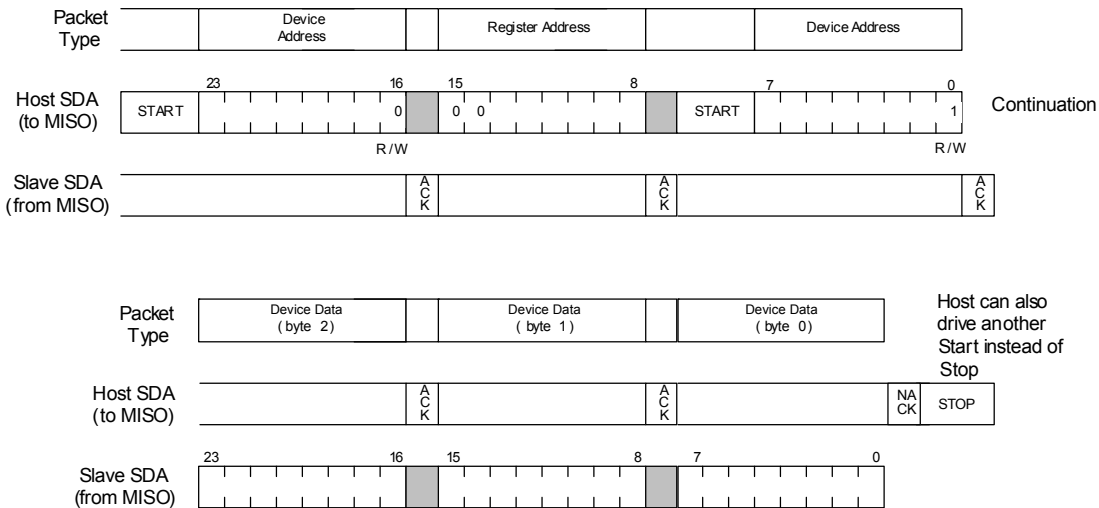 Packet
Type
Device
Address
Register Address
Device Address
23 16 15 8 7 0
Host SDA
(to MISO)
START 0 0 0 START 1
Continuation
R/W R/W
Slave SDA
(from MISO)
ACK ACK ACK
Packet
Type
Device Data
( byte 2)
Device Data
( byte 1)
Device Data
( byte 0)
Host can also
drive another
Start instead of
Stop
Host SDA
(to MISO)
ACK ACK NACK STOP
23 16 15 8 7 0
Slave SDA
(from MISO)